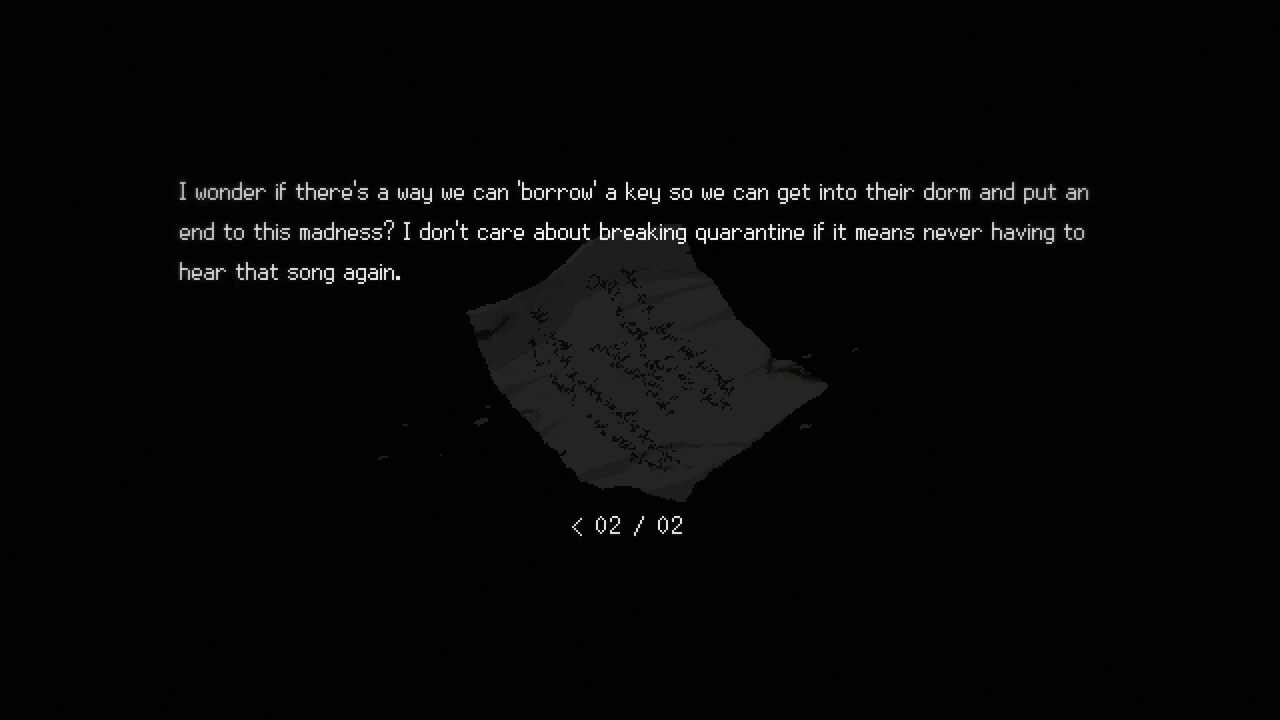 I wonder if there's a way we can 'borrow' a key so we can get into their dorm and put an
end to this madness? I don't care about breaking quarantine if it means never having to
hear that song again.
< 02 / 02